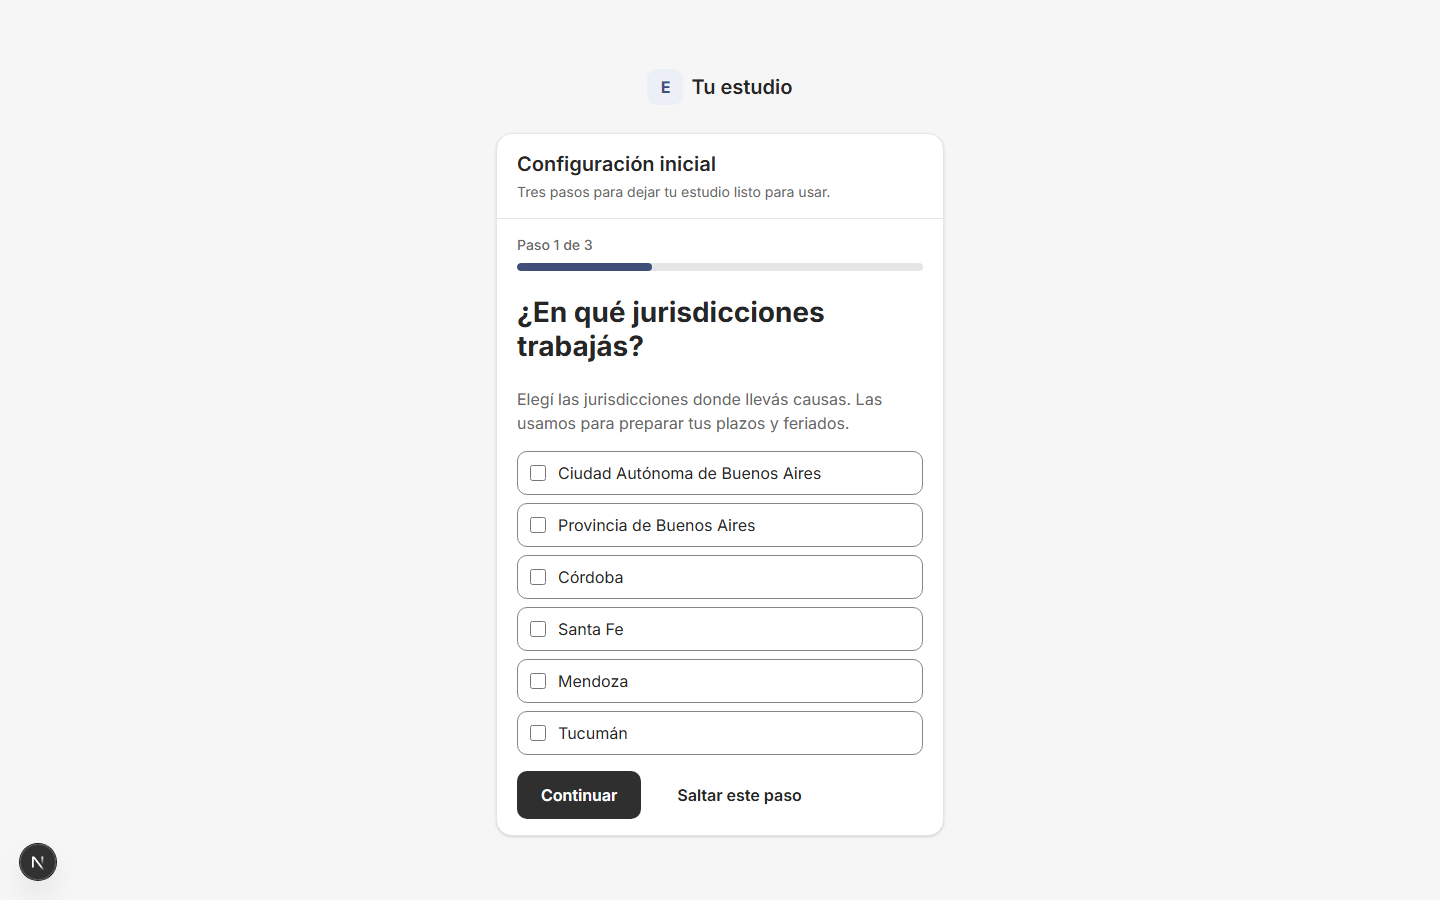 E Tu estudio
Configuración inicial
Tres pasos para dejar tu estudio listo para usar.
Paso 1 de 3
¿En qué jurisdicciones
trabajás?
Elegí las jurisdicciones donde llevás causas. Las
usamos para preparar tus plazos y feriados.
Ciudad Autónoma de Buenos Aires
Provincia de Buenos Aires
Córdoba
Santa Fe
Mendoza
Tucumán
Continuar Saltar este paso
N